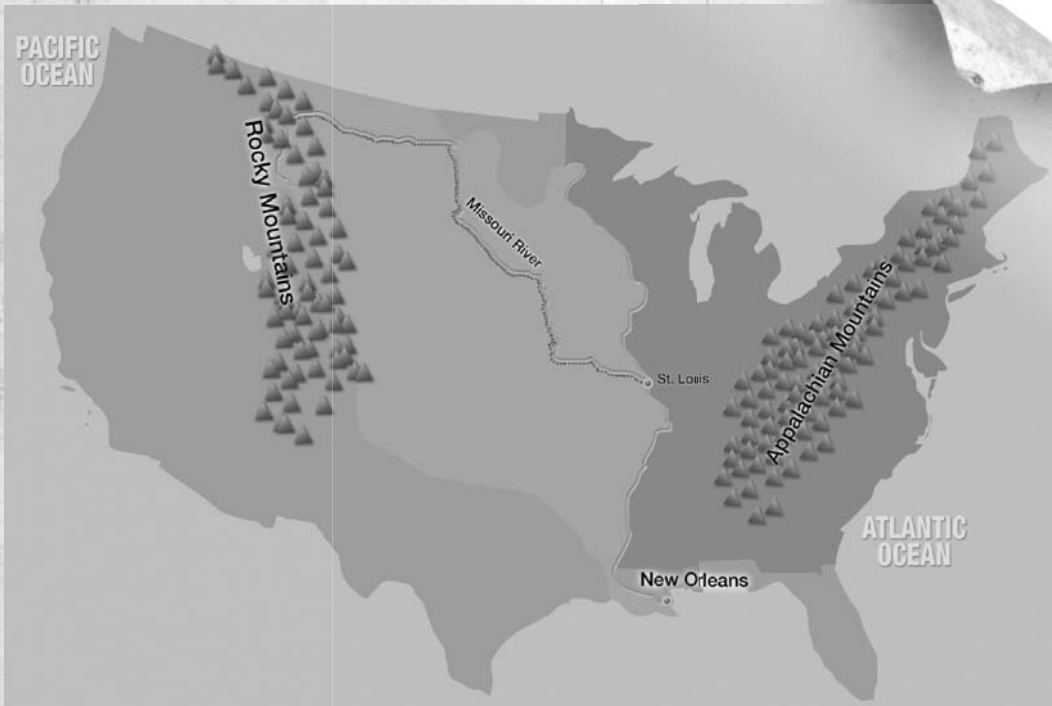 PACIFIC
OCEAN
Rocky Mountains
Missouri River
St. Louis
Appalachian Mountains
ATLANTIC
OCEAN
New Orleans